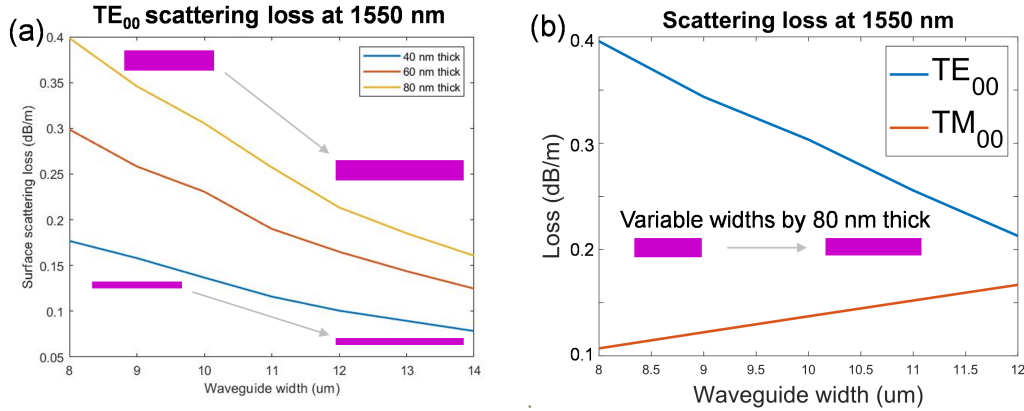 (a)
TE00 scattering loss at 1550 nm
0.4
0.35
0.3
0.25
0.2
0.15
0.1
0.05
Surface scattering loss (dB/m)
40 nm thick
60 nm thick
80 nm thick
8 9 10 11 12 13 14
Waveguide width (um)
(b)
Scattering loss at 1550 nm
0.4
0.3
0.2
0.1
Loss (dB/m)
TE00
TM00
Variable widths by 80 nm thick
8 8.5 9 9.5 10 10.5 11 11.5 12
Waveguide width (um)